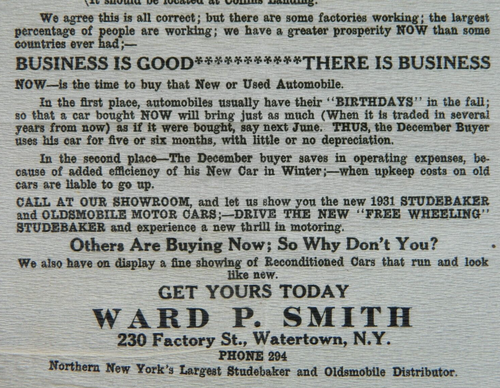 (It should be located at Collins Landing.
We agree this is all correct; but there are some factories working; the largest
percentage of people are working; we have a greater prosperity NOW than some
countries ever had;—
BUSINESS IS GOOD***********THERE IS BUSINESS
NOW—is the time to buy that New or Used Automobile.
In the first place, automobiles usually have their "BIRTHDAYS" in the fall;
so that a car bought NOW will bring just as much (When it is traded in several
years from now) as if it were bought, say next June. THUS, the December Buyer
uses his car for five or six months, with little or no depreciation.
In the second place—The December buyer saves in operating expenses, be-
cause of added efficiency of his New Car in Winter;—when upkeep costs on old
cars are liable to go up.
CALL AT OUR SHOWROOM, and let us show you the new 1931 STUDEBAKER
and OLDSMOBILE MOTOR CARS;—DRIVE THE NEW "FREE WHEELING"
STUDEBAKER and experience a new thrill in motoring.
Others Are Buying Now; So Why Don't You?
We also have on display a fine showing of Reconditioned Cars that run and look
like new.
GET YOURS TODAY
WARD P. SMITH
230 Factory St., Watertown, N.Y.
PHONE 294
Northern New York's Largest Studebaker and Oldsmobile Distributor.